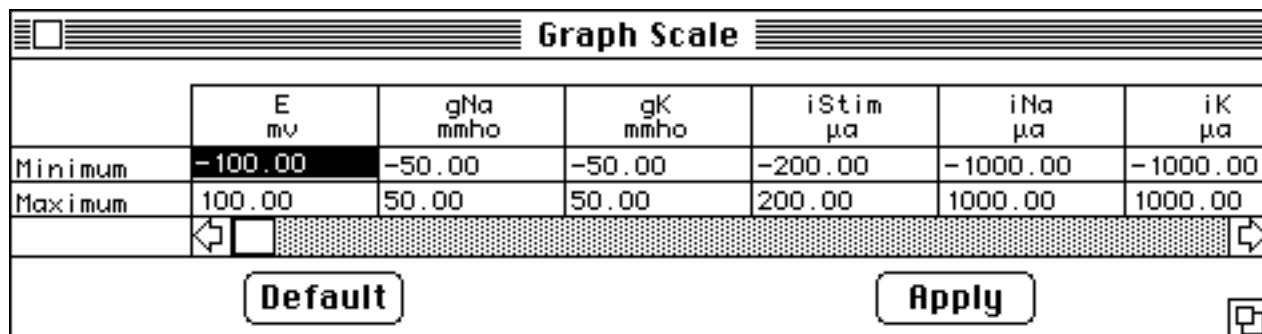 Graph Scale
E gNa gK iStim iNa iK
mv mmho mmho µa µa µa
Minimum -100.00 -50.00 -50.00 -200.00 -1000.00 -1000.00
Maximum 100.00 50.00 50.00 200.00 1000.00 1000.00
Default Apply